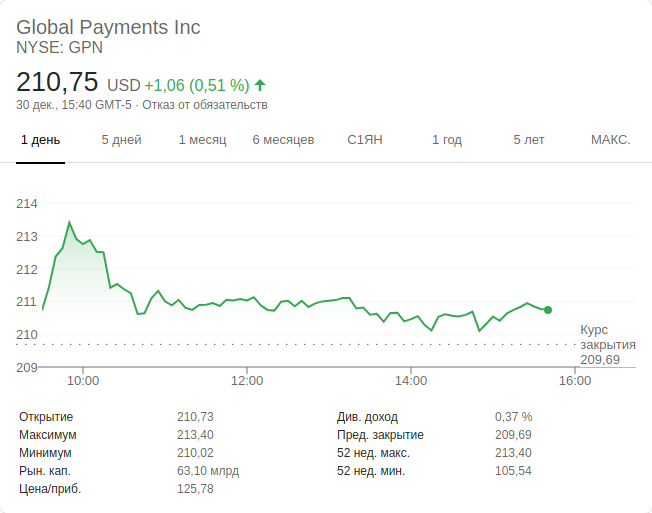 Global Payments Inc
NYSE: GPN
210,75 USD +1,06 (0,51 %)
30 дек., 15:40 GMT-5 · Отказ от обязательств
1 день 5 дней 1 месяц 6 месяцев С1ЯН 1 год 5 лет МАКС.
214
213
212
211
210
209
Курс
закрытия
209,69
10:00 12:00 14:00 16:00
Открытие 210,73
Максимум 213,40
Минимум 210,02
Рын. кап. 63,10 млрд
Цена/приб. 125,78
Див. доход 0,37 %
Пред. закрытие 209,69
52 нед. макс. 213,40
52 нед. мин. 105,54